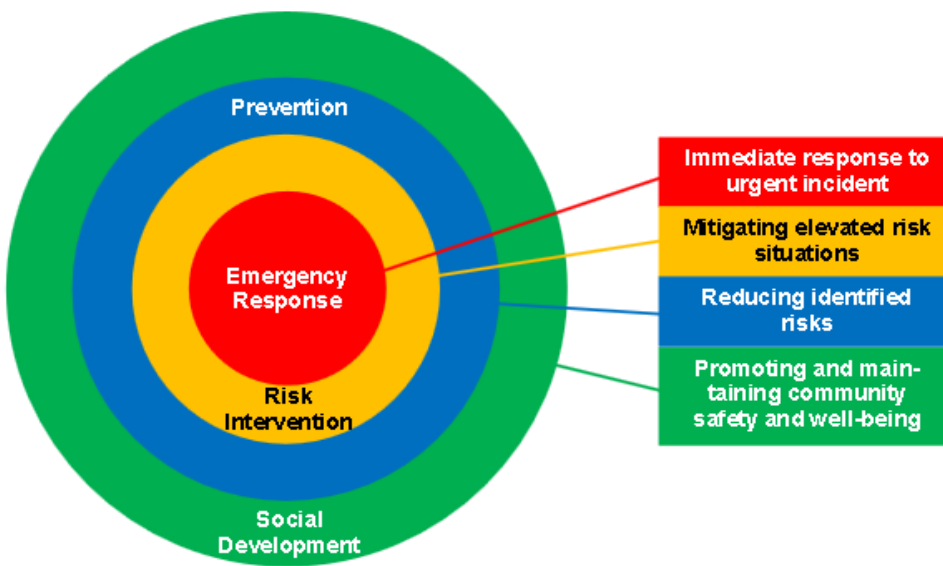 Prevention
Emergency
Response
Risk
Intervention
Social
Development
Immediate response to
urgent incident
Mitigating elevated risk
situations
Reducing identified
risks
Promoting and main-
taining community
safety and well-being